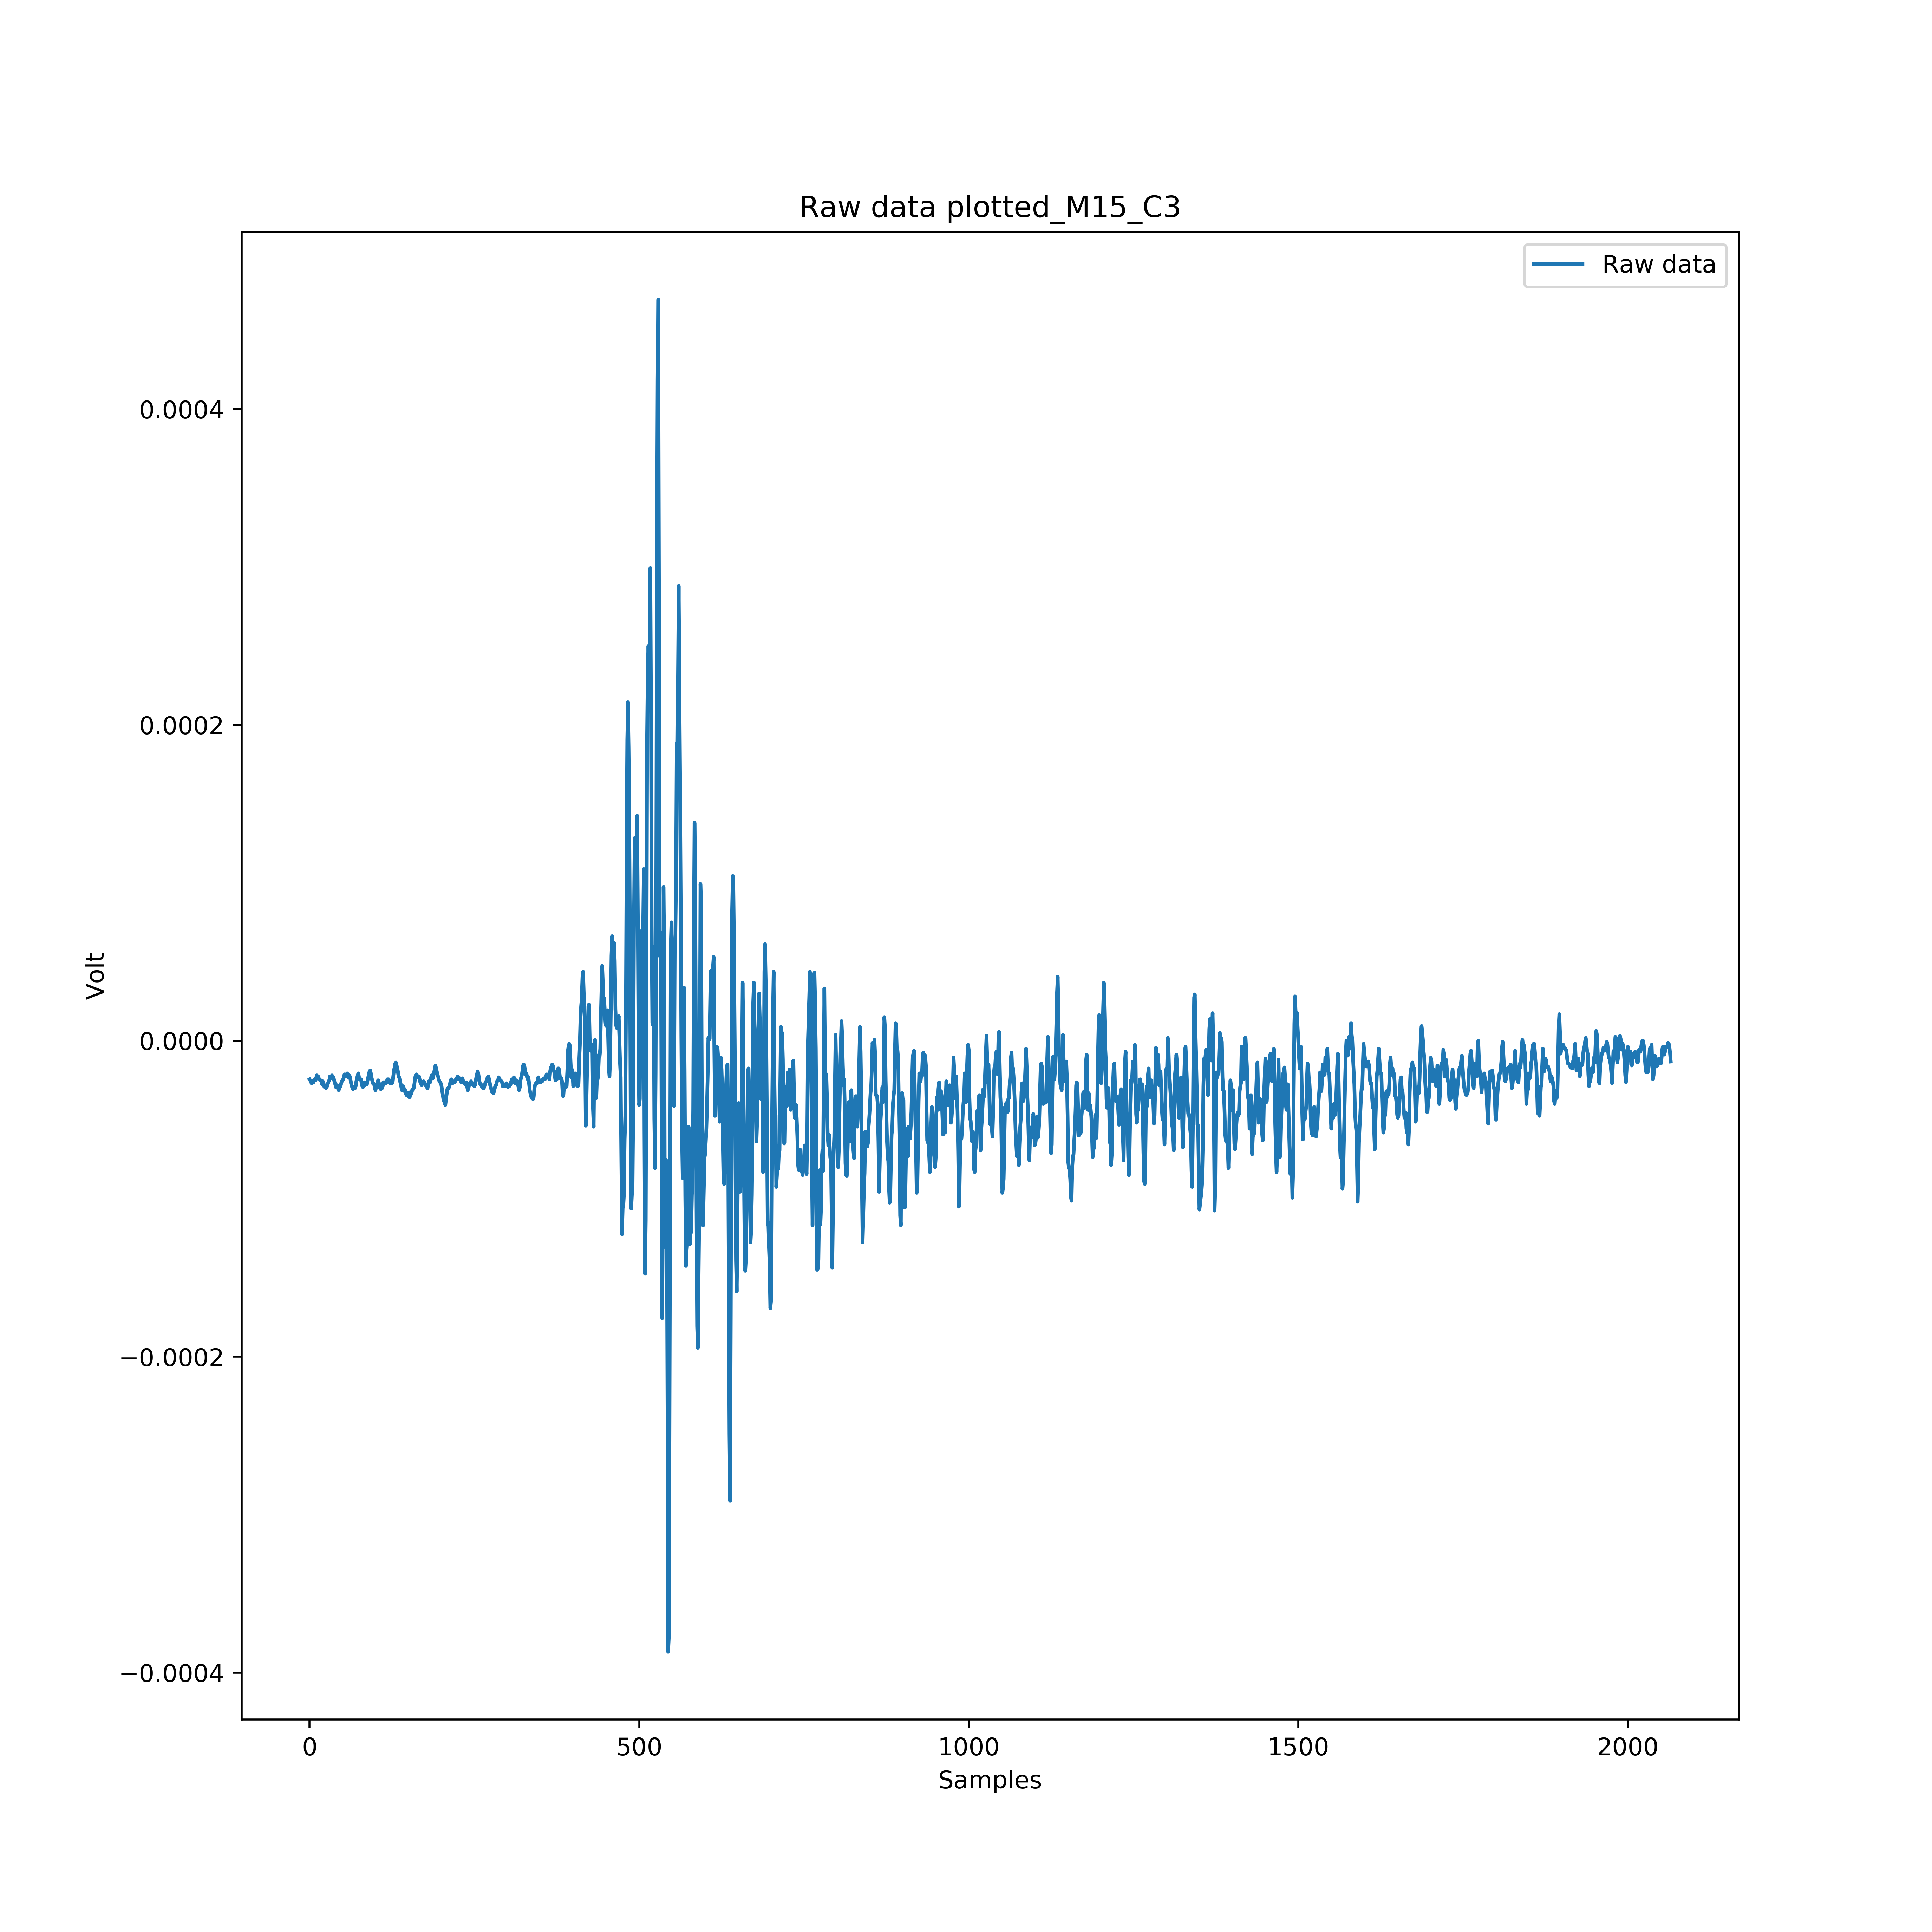 Raw data plotted_M15_C3
Raw data
0.0004
0.0002
0.0000
−0.0002
−0.0004
Volt
0
500
1000
1500
2000
Samples